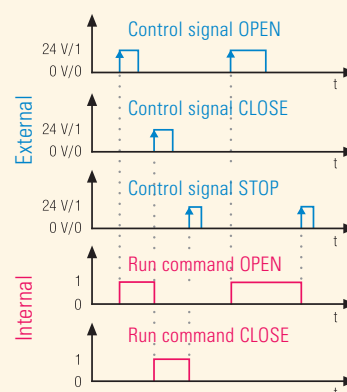 Control signal OPEN
24 V/1
0 V/0
t
Control signal CLOSE
24 V/1
0 V/0
t
External
Control signal STOP
24 V/1
0 V/0
t
Run command OPEN
1
0
t
Internal
Run command CLOSE
1
0
t